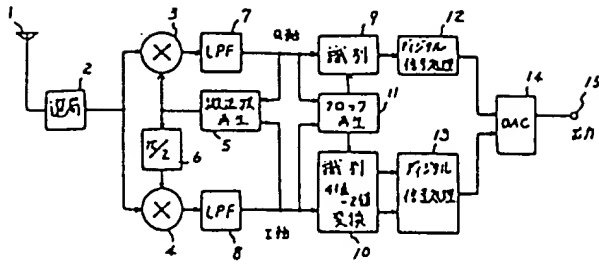 1
2
選局
3
4
7
LPF
8
LPF
再生
5
π/2
6
Q軸
I軸
9
識別
クロック
再生
11
識別
4値
-2値
変換
10
12
ディジタル
信号処理
13
ディジタル
信号処理
14
DAC
15
出力